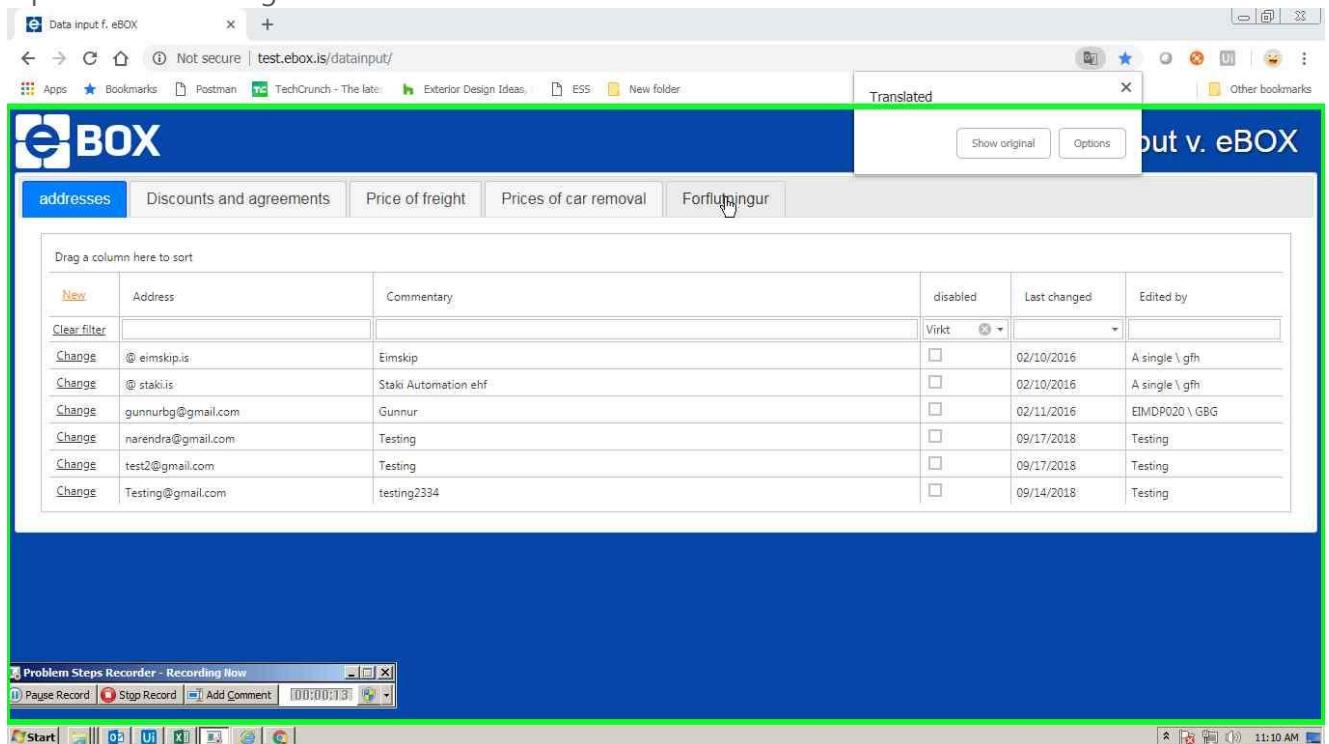 Data input f. eBOX
Not secure | test.ebox.is/datainput/
Apps Bookmarks Postman TechCrunch - The late Exterior Design Ideas, ESS New folder Other bookmarks
Translated
Show original Options
eBOX
put v. eBOX
addresses Discounts and agreements Price of freight Prices of car removal Forflutningur
Drag a column here to sort
New Address Commentary disabled Last changed Edited by
Clear filter Virkt
Change @ eimskip.is Eimskip 02/10/2016 A single \ gfh
Change @ staki.is Staki Automation ehf 02/10/2016 A single \ gfh
Change gunnurbg@gmail.com Gunnur 02/11/2016 EIMDP020 \ GBG
Change narendra@gmail.com Testing 09/17/2018 Testing
Change test2@gmail.com Testing 09/17/2018 Testing
Change Testing@gmail.com testing2334 09/14/2018 Testing
Problem Steps Recorder - Recording Now
Pause Record Stop Record Add Comment 00:00:13
Start 11:10 AM